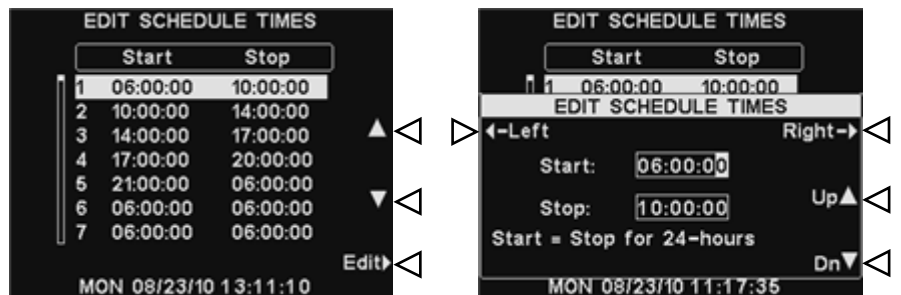 EDIT SCHEDULE TIMES
Start Stop
1 06:00:00 10:00:00
2 10:00:00 14:00:00
3 14:00:00 17:00:00
4 17:00:00 20:00:00
5 21:00:00 06:00:00
6 06:00:00 06:00:00
7 06:00:00 06:00:00
Edit
MON 08/23/10 13:11:10
EDIT SCHEDULE TIMES
Start Stop
1 06:00:00 10:00:00
EDIT SCHEDULE TIMES
-Left Right-
Start: 06:00:00
Up
Stop: 10:00:00
Start = Stop for 24-hours
Dn
MON 08/23/10 11:17:35